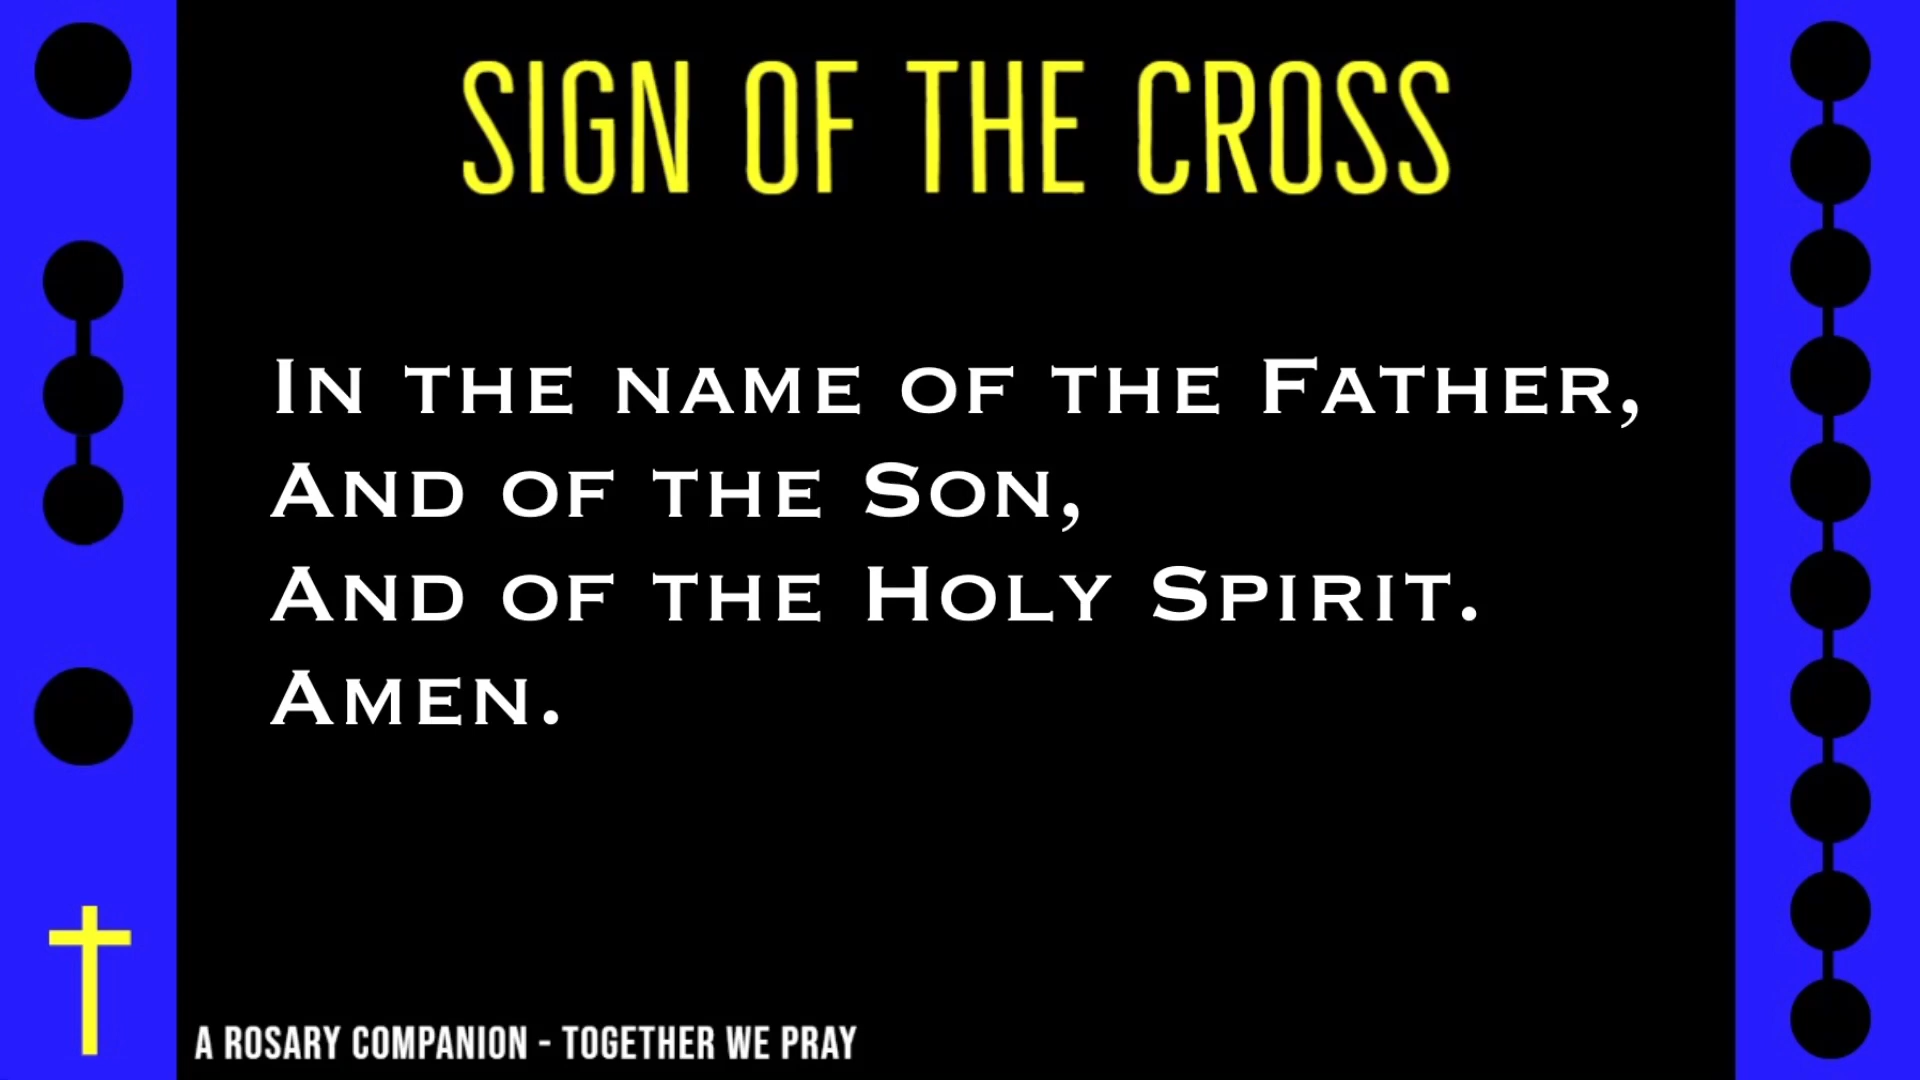 SIGN OF THE CROSS
In the name of the Father,
And of the Son,
And of the Holy Spirit.
Amen.
A ROSARY COMPANION - TOGETHER WE PRAY